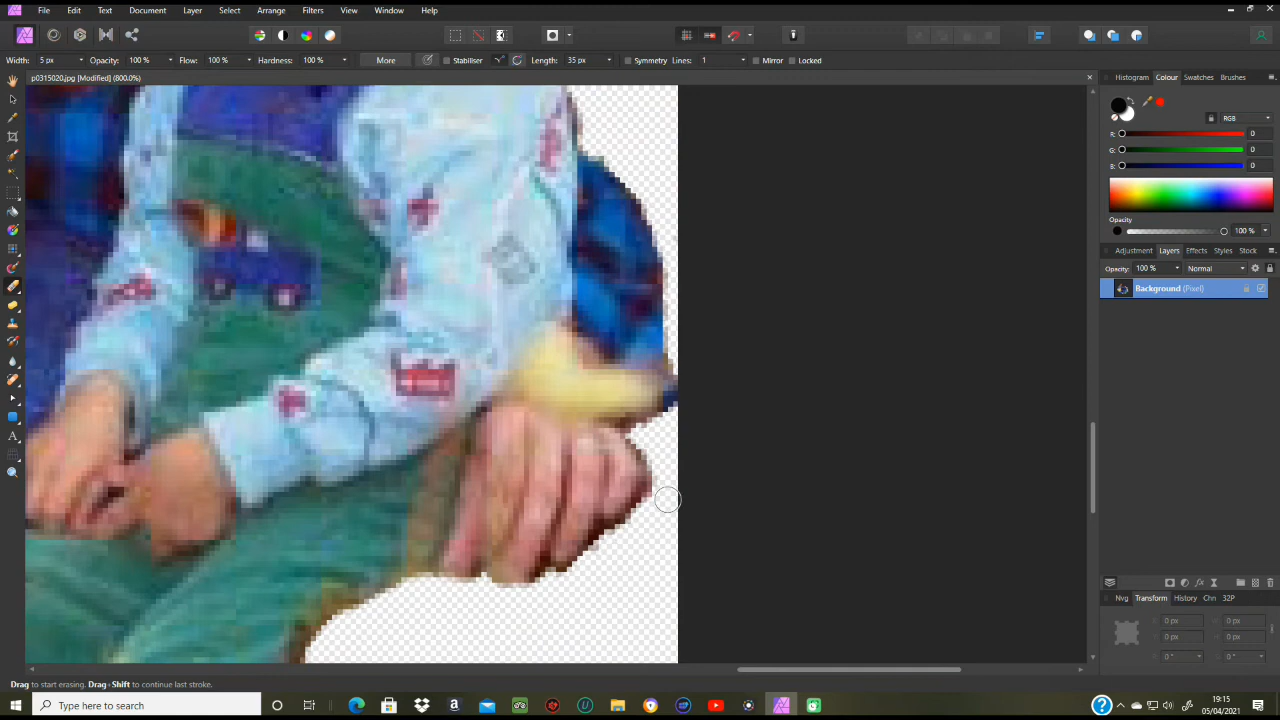 File Edit Text Document Layer Select Arrange Filters View Window Help
Width: 5 px Opacity: 100 % Flow: 100 % Hardness: 100 % More Stabiliser Length: 35 px Symmetry Lines: 1 Mirror Locked
p0315020.jpg [Modified] (800.0%)
Histogram Colour Swatches Brushes
RGB
R: 0
G: 0
B: 0
Opacity
100 %
Adjustment Layers Effects Styles Stock
Opacity: 100 % Normal
Background (Pixel)
Nvg Transform History Chn 32P
0 px 0 px
0 px 0 px
0 ° 0 °
Drag to start erasing. Drag+Shift to continue last stroke.
Type here to search
19:15
05/04/2021